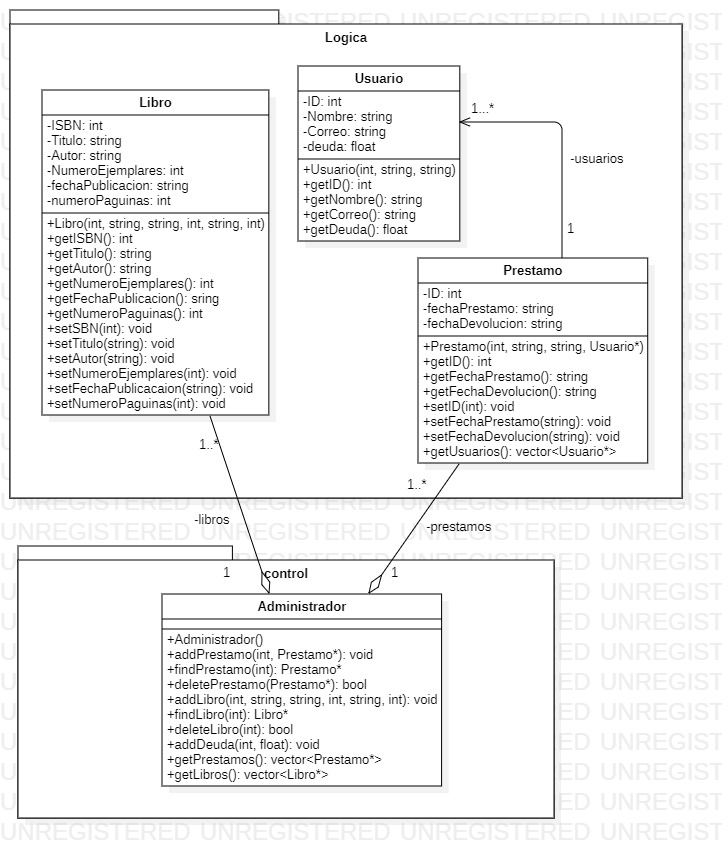 Logica
Usuario
-ID: int
-Nombre: string
-Correo: string
-deuda: float
+Usuario(int, string, string)
+getID(): int
+getNombre(): string
+getCorreo(): string
+getDeuda(): float
1...*
-usuarios
1
Libro
-ISBN: int
-Titulo: string
-Autor: string
-NumeroEjemplares: int
-fechaPublicacion: string
-numeroPaguinas: int
+Libro(int, string, string, int, string, int)
+getISBN(): int
+getTitulo(): string
+getAutor(): string
+getNumeroEjemplares(): int
+getFechaPublicacion(): sring
+getNumeroPaguinas(): int
+setSBN(int): void
+setTitulo(string): void
+setAutor(string): void
+setNumeroEjemplares(int): void
+setFechaPublicacaion(string): void
+setNumeroPaguinas(int): void
Prestamo
-ID: int
-fechaPrestamo: string
-fechaDevolucion: string
+Prestamo(int, string, string, Usuario*)
+getID(): int
+getFechaPrestamo(): string
+getFechaDevolucion(): string
+setID(int): void
+setFechaPrestamo(string): void
+setFechaDevolucion(string): void
+getUsuarios(): vector<Usuario*>
1..*
1..*
-libros
-prestamos
1
control
1
Administrador
+Administrador()
+addPrestamo(int, Prestamo*): void
+findPrestamo(int): Prestamo*
+deletePrestamo(Prestamo*): bool
+addLibro(int, string, string, int, string, int): void
+findLibro(int): Libro*
+deleteLibro(int): bool
+addDeuda(int, float): void
+getPrestamos(): vector<Prestamo*>
+getLibros(): vector<Libro*>
UNREGISTERED UNREGISTERED UNREGISTERED UNREGIST